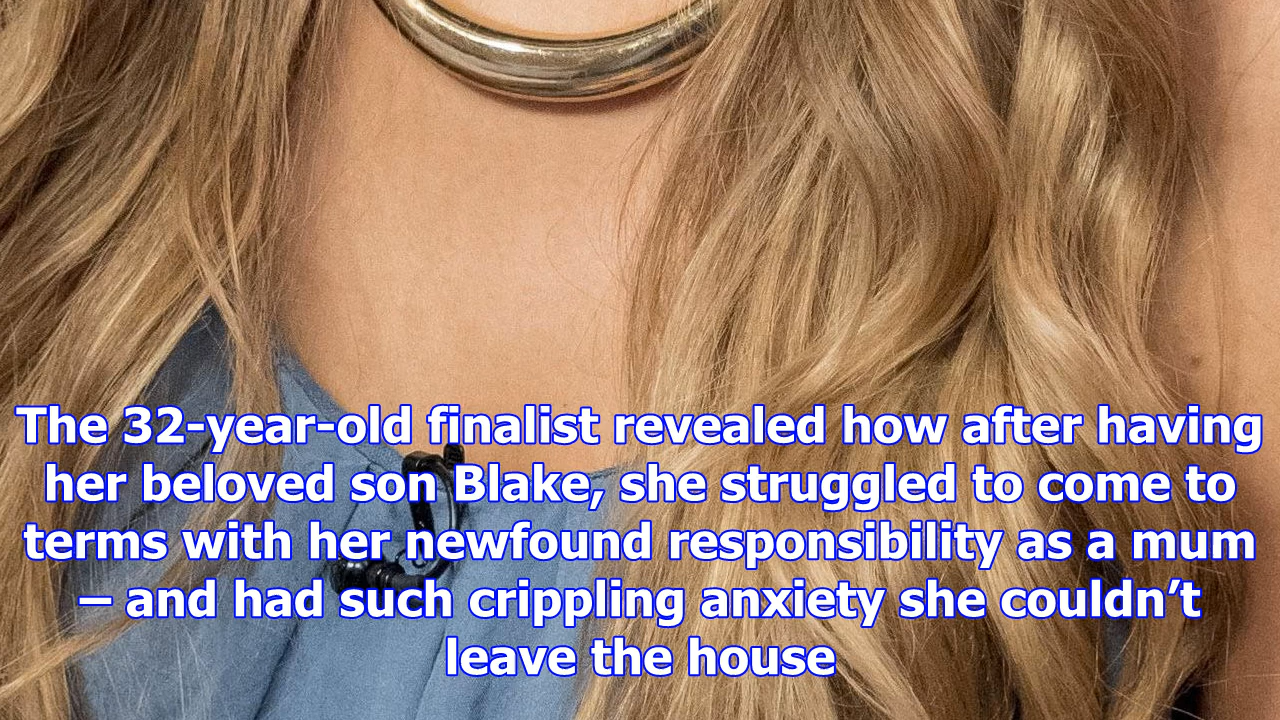 The 32-year-old finalist revealed how after having
her beloved son Blake, she struggled to come to
terms with her newfound responsibility as a mum
– and had such crippling anxiety she couldn’t
leave the house